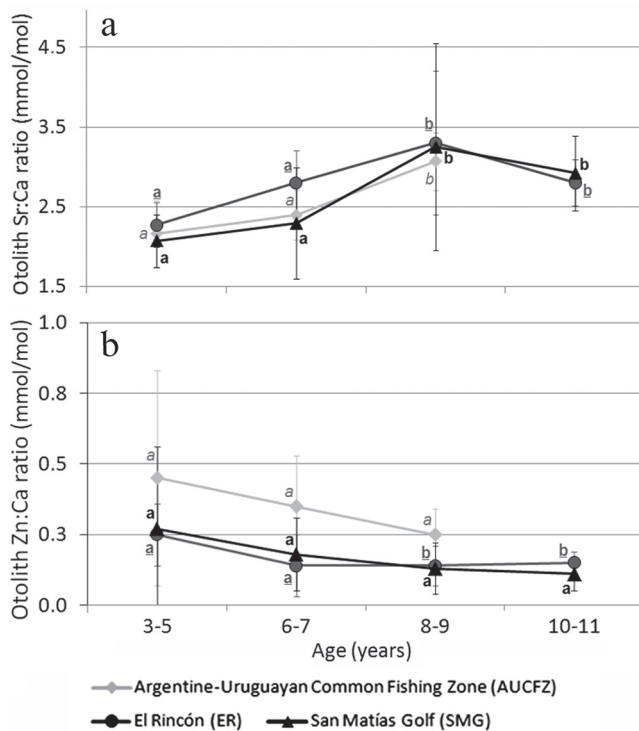 a
Otolith Sr:Ca ratio (mmol/mol)
4.5
3.5
2.5
1.5
a a b b
a a b b
a a b b
b
Otolith Zn:Ca ratio (mmol/mol)
1.0
0.8
0.5
0.3
0.0
a a a
a a b b
a a a a
3-5 6-7 8-9 10-11
Age (years)
Argentine-Uruguayan Common Fishing Zone (AUCFZ)
El Rincón (ER) San Matías Golf (SMG)